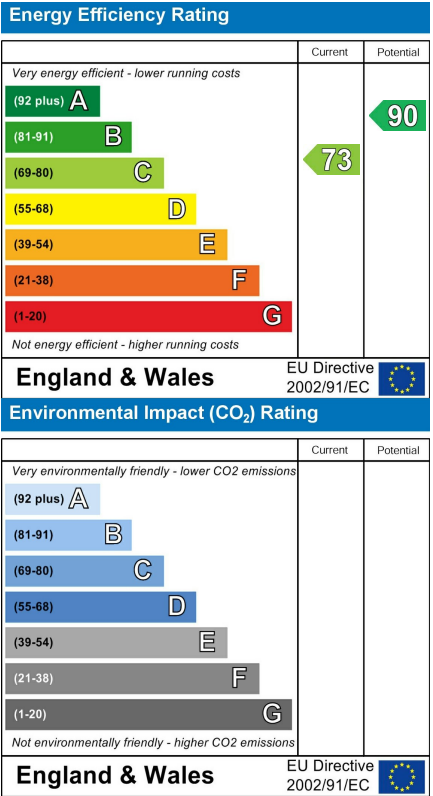 Energy Efficiency Rating
Current Potential
Very energy efficient - lower running costs
(92 plus) A
(81-91) B
(69-80) C
(55-68) D
(39-54) E
(21-38) F
(1-20) G
73
90
Not energy efficient - higher running costs
England & Wales
EU Directive
2002/91/EC
Environmental Impact (CO₂) Rating
Current Potential
Very environmentally friendly - lower CO2 emissions
(92 plus) A
(81-91) B
(69-80) C
(55-68) D
(39-54) E
(21-38) F
(1-20) G
Not environmentally friendly - higher CO2 emissions
England & Wales
EU Directive
2002/91/EC